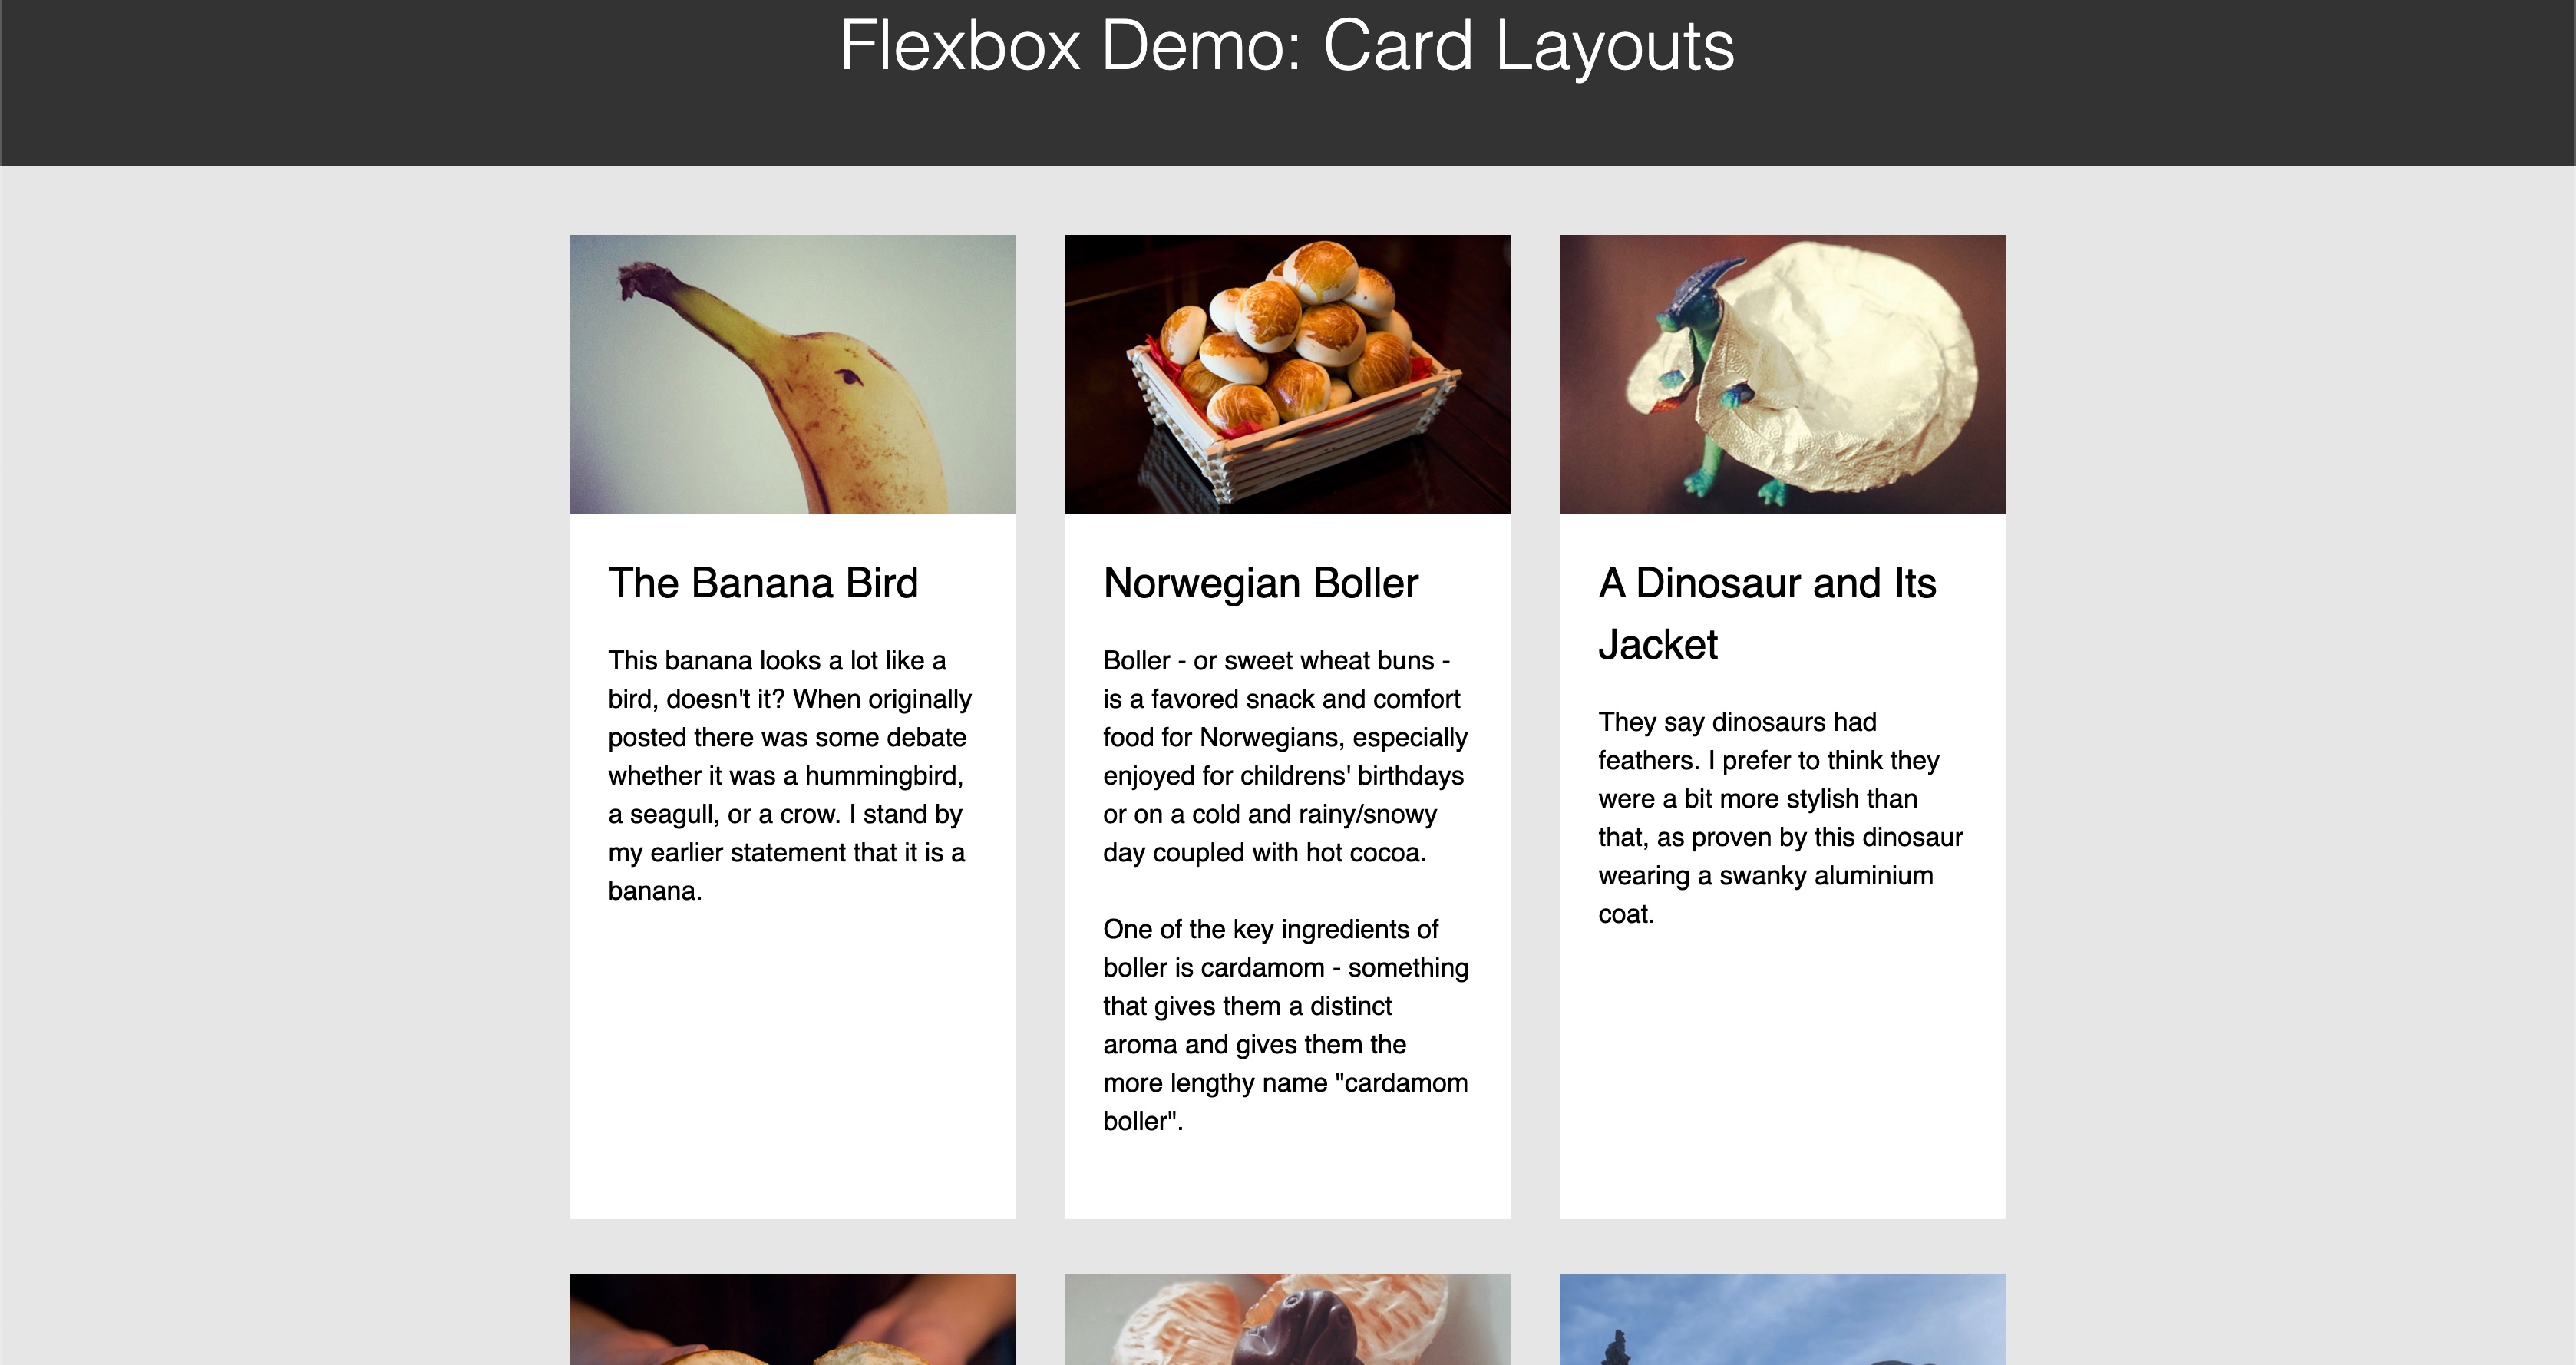 Flexbox Demo: Card Layouts
The Banana Bird
This banana looks a lot like a
bird, doesn't it? When originally
posted there was some debate
whether it was a hummingbird,
a seagull, or a crow. I stand by
my earlier statement that it is a
banana.
Norwegian Boller
Boller - or sweet wheat buns -
is a favored snack and comfort
food for Norwegians, especially
enjoyed for childrens' birthdays
or on a cold and rainy/snowy
day coupled with hot cocoa.
One of the key ingredients of
boller is cardamom - something
that gives them a distinct
aroma and gives them the
more lengthy name "cardamom
boller".
A Dinosaur and Its
Jacket
They say dinosaurs had
feathers. I prefer to think they
were a bit more stylish than
that, as proven by this dinosaur
wearing a swanky aluminium
coat.